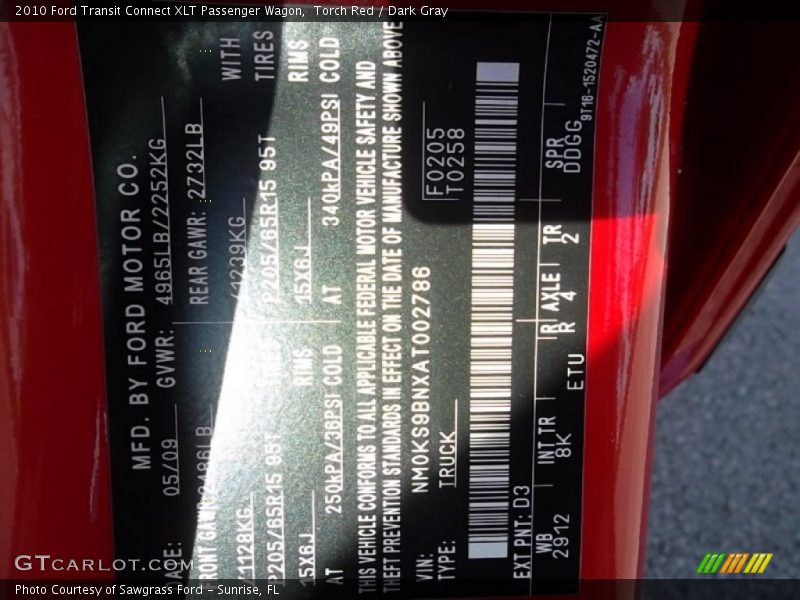 2010 Ford Transit Connect XLT Passenger Wagon,  Torch Red / Dark Gray
MFD. BY FORD MOTOR CO.
05/09 GVWR: 4965LB/2252KG
REAR GAWR: 2732LB WITH
/1128KG /1239KG TIRES
P205/65R15 95T P205/65R15 95T RIMS
15X6J RIMS 15X6J
AT 250kPA/36PSI COLD AT 340kPA/49PSI COLD
THIS VEHICLE CONFORMS TO ALL APPLICABLE FEDERAL MOTOR VEHICLE SAFETY AND
THEFT PREVENTION STANDARDS IN EFFECT ON THE DATE OF MANUFACTURE SHOWN ABOVE
VIN: NM0KS9BNXAT002786 F0205
TYPE: TRUCK T0258
EXT PNT: D3
WB INT TR R AXLE TR SPR
2912 8K R 4 2 DDGG
ETU
9T16-1520472-AA
GTCARLOT.COM
Photo Courtesy of Sawgrass Ford - Sunrise, FL